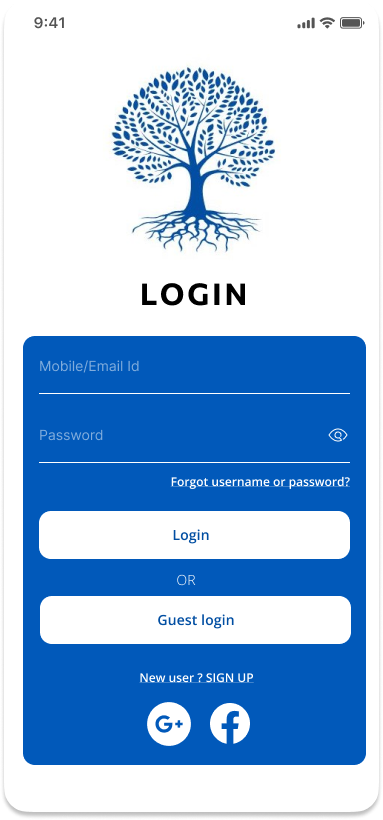 9:41
LOGIN
Mobile/Email Id
Password
Forgot username or password?
Login
OR
Guest login
New user ? SIGN UP
G+